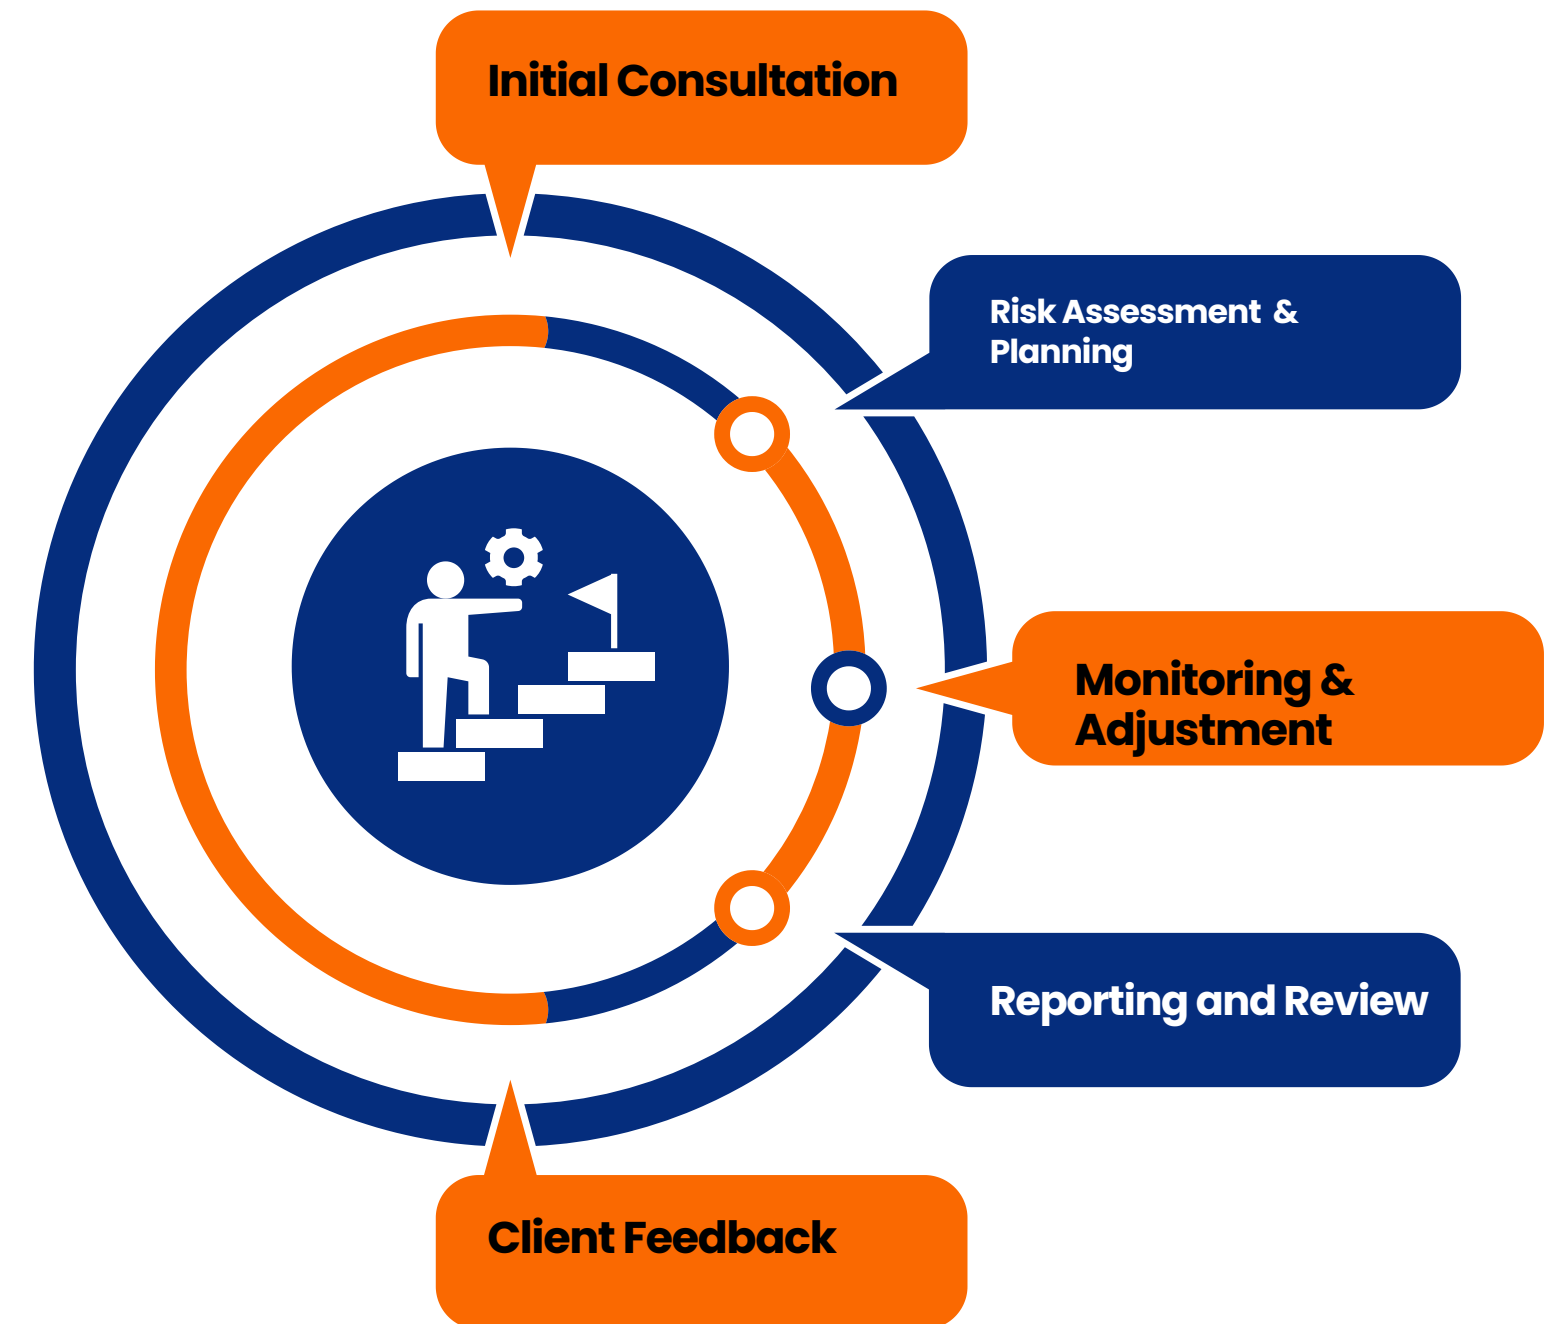 Initial Consultation
Risk Assessment &
Planning
Monitoring &
Adjustment
Reporting and Review
Client Feedback